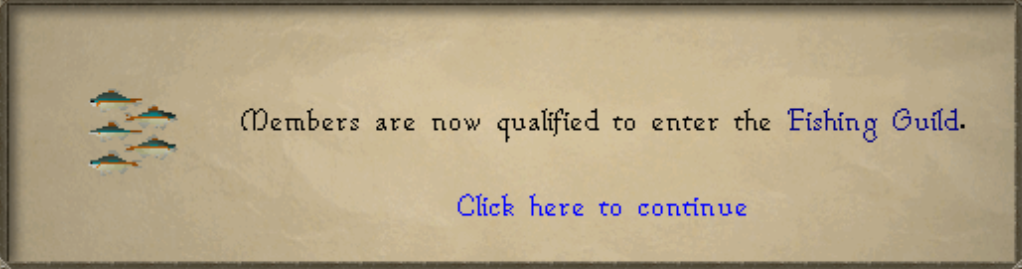 Members are now qualified to enter the Fishing Guild.
Click here to continue